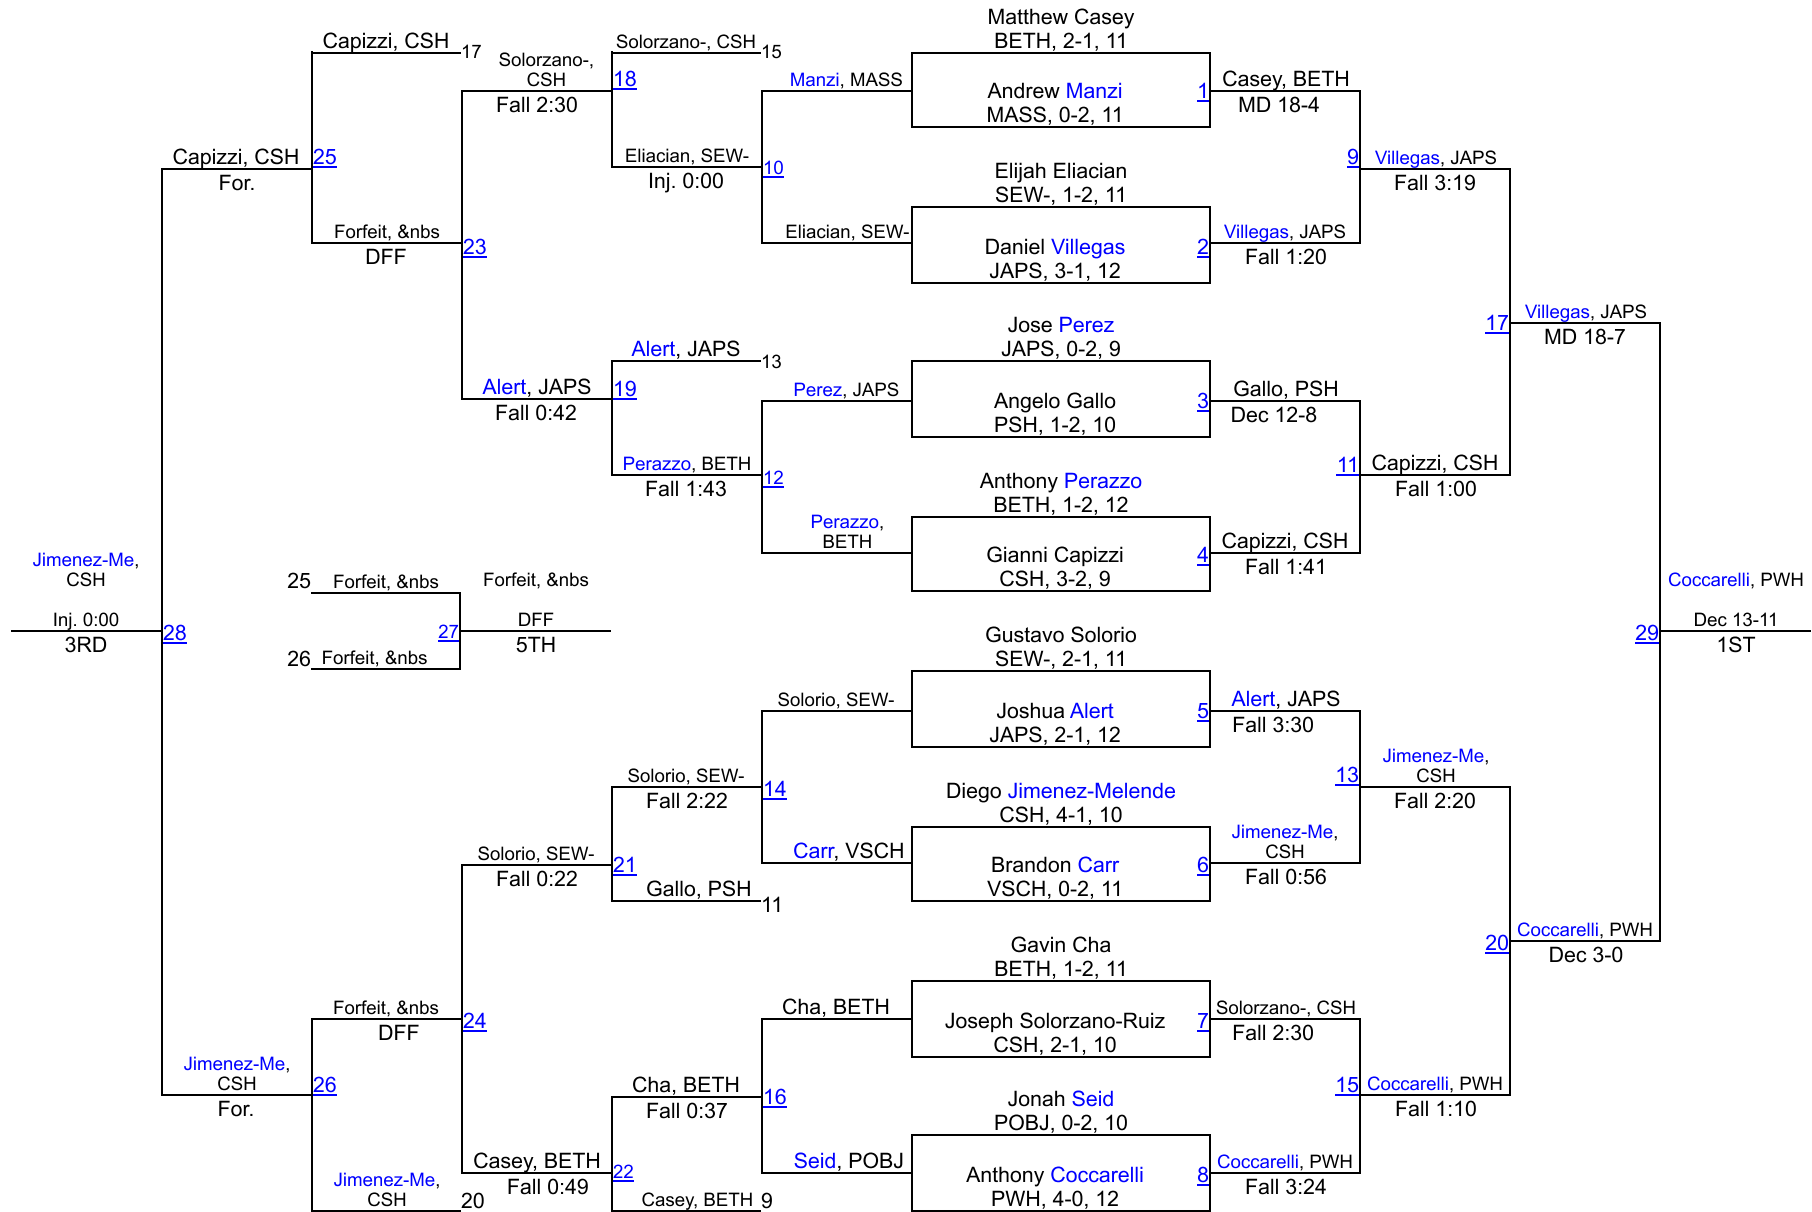 Matthew Casey
BETH, 2-1, 11
Capizzi, CSH
17
Solorzano-,
CSH
Fall 2:30
Solorzano-, CSH
15
18
Manzi, MASS
Andrew Manzi
MASS, 0-2, 11
1
Casey, BETH
MD 18-4
Capizzi, CSH
For.
25
Eliacian, SEW-
Inj. 0:00
10
Elijah Eliacian
SEW-, 1-2, 11
9
Villegas, JAPS
Fall 3:19
Forfeit, &nbs
DFF
23
Eliacian, SEW-
Daniel Villegas
JAPS, 3-1, 12
2
Villegas, JAPS
Fall 1:20
Jose Perez
JAPS, 0-2, 9
17
Villegas, JAPS
MD 18-7
Alert, JAPS
13
Alert, JAPS
Fall 0:42
19
Perez, JAPS
Angelo Gallo
PSH, 1-2, 10
3
Gallo, PSH
Dec 12-8
Perazzo, BETH
Fall 1:43
12
Anthony Perazzo
BETH, 1-2, 12
11
Capizzi, CSH
Fall 1:00
Perazzo,
BETH
Gianni Capizzi
CSH, 3-2, 9
4
Capizzi, CSH
Fall 1:41
Jimenez-Me,
CSH
Inj. 0:00
3RD
28
25
Forfeit, &nbs
26
Forfeit, &nbs
27
Forfeit, &nbs
DFF
5TH
Coccarelli, PWH
Dec 13-11
1ST
29
Gustavo Solorio
SEW-, 2-1, 11
Solorio, SEW-
Joshua Alert
JAPS, 2-1, 12
5
Alert, JAPS
Fall 3:30
Solorio, SEW-
Fall 2:22
14
Diego Jimenez-Melende
CSH, 4-1, 10
13
Jimenez-Me,
CSH
Fall 2:20
Solorio, SEW-
Fall 0:22
21
Carr, VSCH
Brandon Carr
VSCH, 0-2, 11
6
Jimenez-Me,
CSH
Fall 0:56
Gallo, PSH
11
Gavin Cha
BETH, 1-2, 11
20
Coccarelli, PWH
Dec 3-0
Forfeit, &nbs
DFF
24
Cha, BETH
Joseph Solorzano-Ruiz
CSH, 2-1, 10
7
Solorzano-, CSH
Fall 2:30
Jimenez-Me,
CSH
For.
26
Cha, BETH
Fall 0:37
16
Jonah Seid
POBJ, 0-2, 10
15
Coccarelli, PWH
Fall 1:10
Jimenez-Me,
CSH
20
Casey, BETH
Fall 0:49
22
Seid, POBJ
Anthony Coccarelli
PWH, 4-0, 12
8
Coccarelli, PWH
Fall 3:24
Casey, BETH
9